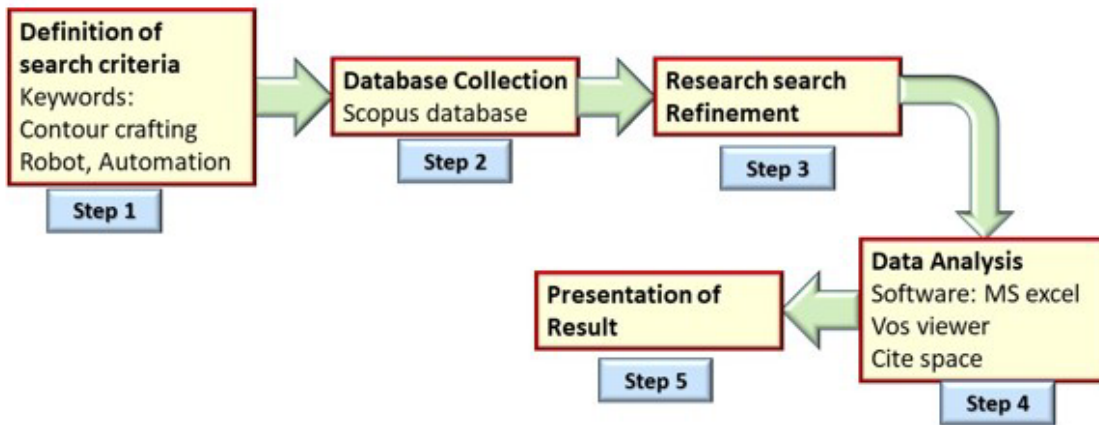 Definition of
search criteria
Keywords:
Contour crafting
Robot, Automation
Step 1
Database Collection
Scopus database
Step 2
Research search
Refinement
Step 3
Data Analysis
Software: MS excel
Vos viewer
Cite space
Step 4
Presentation of
Result
Step 5